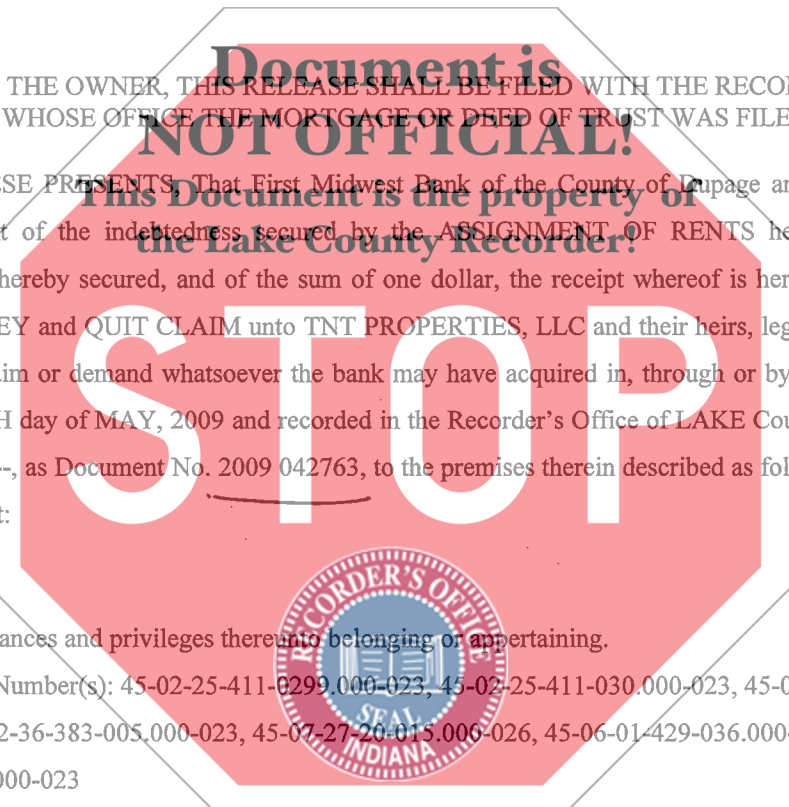 Document is
THE OWNER, THIS RELEASE SHALL BE FILED WITH THE RECO
WHOSE OFFICE THE MORTGAGE OR DEED OF TRUST WAS FILE
NOT OFFICIAL!
SE PRESENTS, That First Midwest Bank of the County of Dupage an
This Document is the property of
t of the indebtedness secured by the ASSIGNMENT OF RENTS he
the Lake County Recorder!
hereby secured, and of the sum of one dollar, the receipt whereof is her
EY and QUIT CLAIM unto TNT PROPERTIES, LLC and their heirs, leg
im or demand whatsoever the bank may have acquired in, through or by
H day of MAY, 2009 and recorded in the Recorder's Office of LAKE Cou
--, as Document No. 2009 042763, to the premises therein described as fol
t:
STOP
ances and privileges thereunto belonging or appertaining.
Number(s): 45-02-25-411-0299.000-023, 45-02-25-411-030.000-023, 45-0
2-36-383-005.000-023, 45-07-27-20-015.000-026, 45-06-01-429-036.000-
000-023
RECORDER'S OFFICE
SEAL
INDIANA